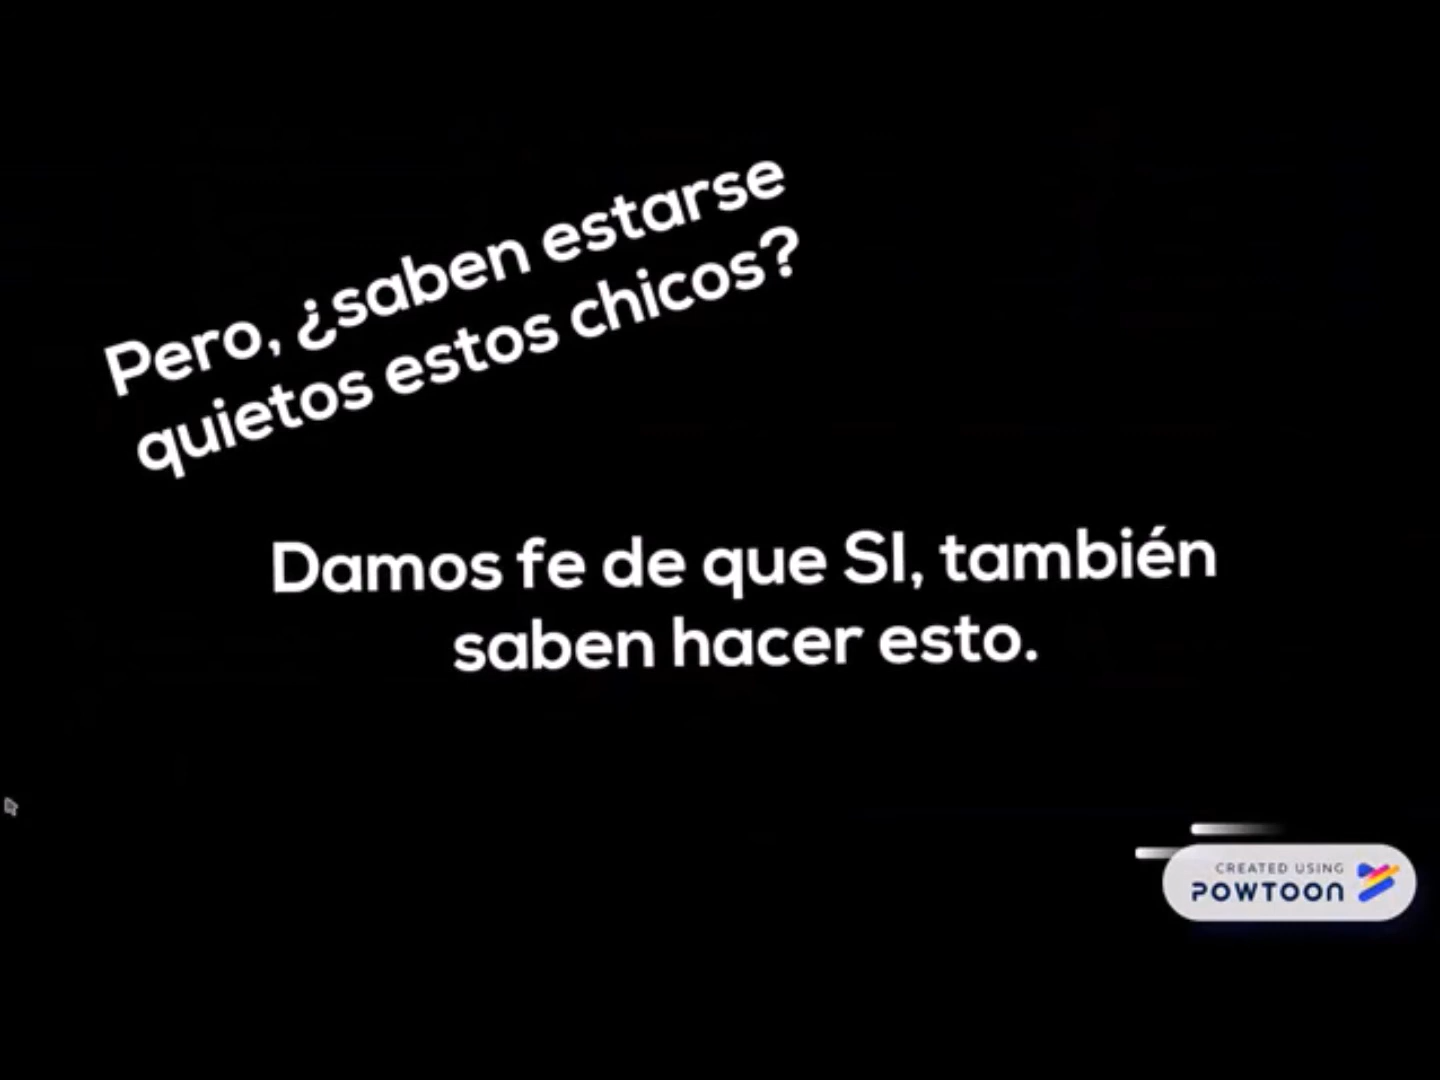 Pero, ¿saben estarse
quietos estos chicos?
Damos fe de que SI, también
saben hacer esto.
CREATED USING
POWTOON